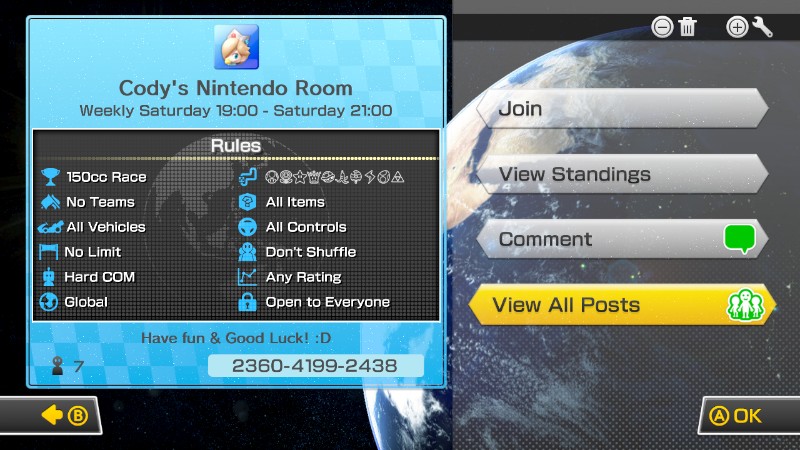 Cody's Nintendo Room
Weekly Saturday 19:00 - Saturday 21:00
Rules
150cc Race
No Teams
All Items
All Vehicles
All Controls
No Limit
Don't Shuffle
Hard COM
Any Rating
Global
Open to Everyone
Have fun & Good Luck! :D
7
2360-4199-2438
Join
View Standings
Comment
View All Posts
B
A OK